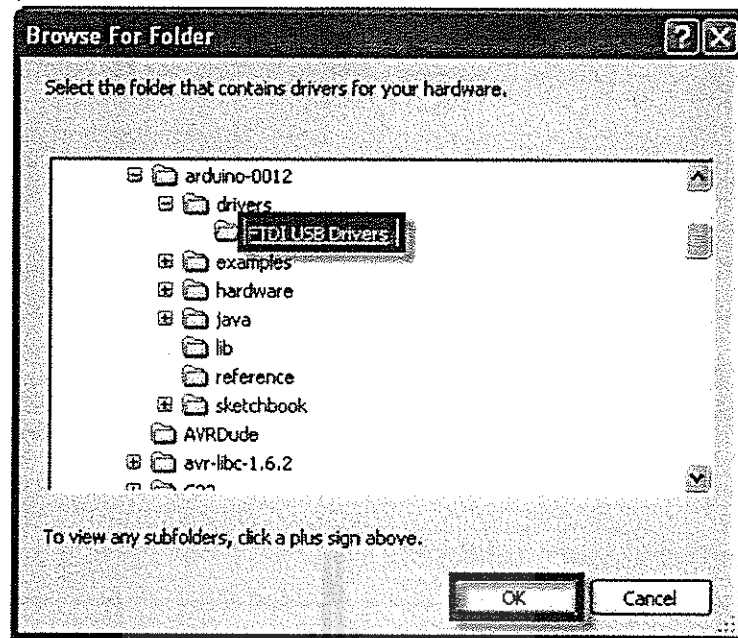 Browse For Folder
Select the folder that contains drivers for your hardware.
arduino-0012
drivers
FTDI USB Drivers
examples
hardware
java
lib
reference
sketchbook
AVRDude
avr-libc-1.6.2
To view any subfolders, click a plus sign above.
OK Cancel